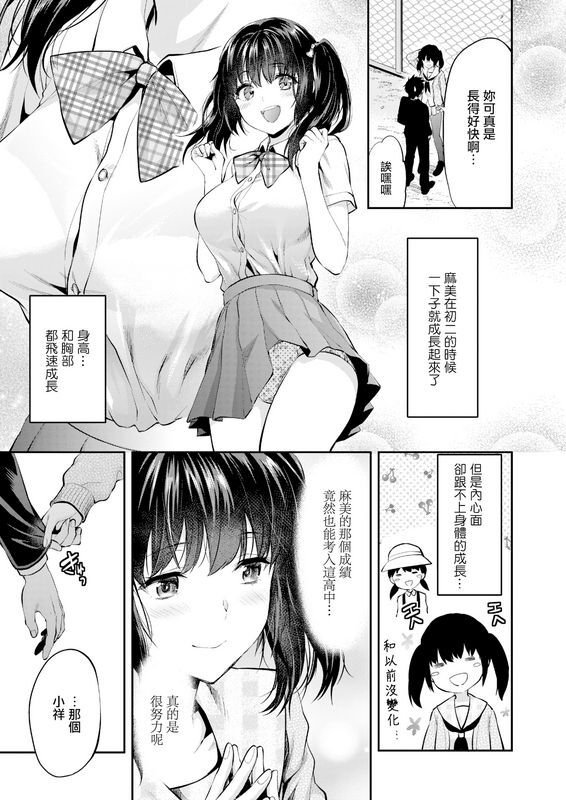 妳可真是
長得好快啊…
誒嘿嘿
麻美在初二的時候
一下子就成長起來了
身高…
和胸部
都飛速成長
但是內心面
卻跟不上身體的成長…
エヘ
エヘ
和以前沒變化…
麻美的那個成績
竟然也能考入這高中…
真的是
很努力呢
ぎゅっ
…那個
小祥